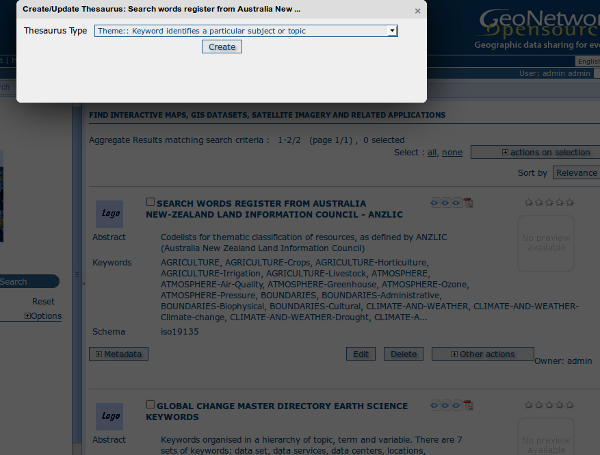 Create/Update Thesaurus: Search words register from Australia New ...
Thesaurus Type
Theme:: Keyword identifies a particular subject or topic
Create
GeoNetwor
Opensourc
Geographic data sharing for eve
English
User: admin admin
FIND INTERACTIVE MAPS, GIS DATASETS, SATELLITE IMAGERY AND RELATED APPLICATIONS
Aggregate Results matching search criteria : 1-2/2 (page 1/1) , 0 selected
Select : all, none
actions on selection
Sort by Relevance
Logo
SEARCH WORDS REGISTER FROM AUSTRALIA
NEW-ZEALAND LAND INFORMATION COUNCIL - ANZLIC
Abstract
Codelists for thematic classification of resources, as defined by ANZLIC
(Australia New Zealand Land Information Council)
No preview
available
Keywords
AGRICULTURE, AGRICULTURE-Crops, AGRICULTURE-Horticulture,
AGRICULTURE-Irrigation, AGRICULTURE-Livestock, ATMOSPHERE,
ATMOSPHERE-Air-Quality, ATMOSPHERE-Greenhouse, ATMOSPHERE-Ozone,
ATMOSPHERE-Pressure, BOUNDARIES, BOUNDARIES-Administrative,
BOUNDARIES-Biophysical, BOUNDARIES-Cultural, CLIMATE-AND-WEATHER, CLIMATE-AND-WEATHER-
Climate-change, CLIMATE-AND-WEATHER-Drought, CLIMATE-A...
Schema
iso19135
Search
Reset
Options
Metadata
Edit
Delete
Other actions
Owner: admin
Logo
GLOBAL CHANGE MASTER DIRECTORY EARTH SCIENCE
KEYWORDS
Abstract
Keywords organised in a hierarchy of topic, term and variable. There are 7
sets of keywords: data set, data services, data centers, locations,
No preview
available